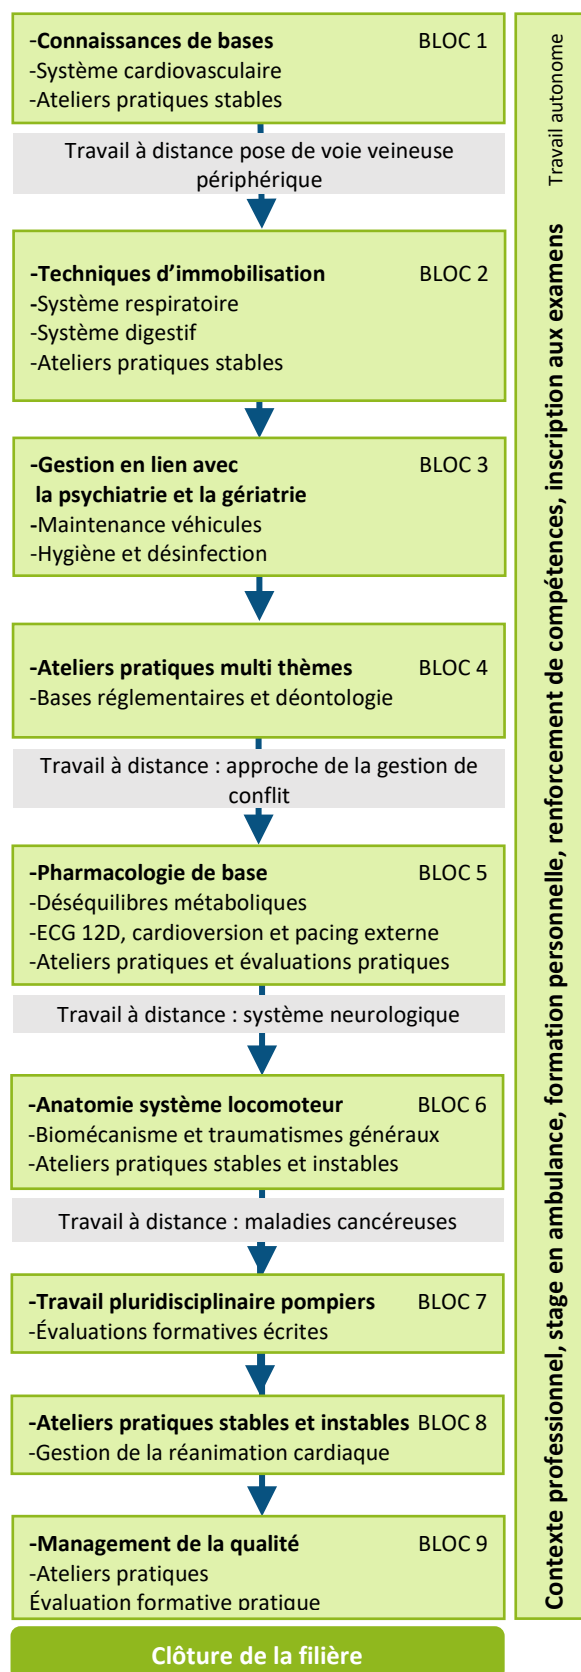 -Connaissances de bases BLOC 1
-Système cardiovasculaire
-Ateliers pratiques stables
Travail à distance pose de voie veineuse
périphérique
-Techniques d’immobilisation BLOC 2
-Système respiratoire
-Système digestif
-Ateliers pratiques stables
-Gestion en lien avec BLOC 3
la psychiatrie et la gériatrie
-Maintenance véhicules
-Hygiène et désinfection
-Ateliers pratiques multi thèmes BLOC 4
-Bases réglementaires et déontologie
Travail à distance : approche de la gestion de
conflit
-Pharmacologie de base BLOC 5
-Déséquilibres métaboliques
-ECG 12D, cardioversion et pacing externe
-Ateliers pratiques et évaluations pratiques
Travail à distance : système neurologique
-Anatomie système locomoteur BLOC 6
-Biomécanisme et traumatismes généraux
-Ateliers pratiques stables et instables
Travail à distance : maladies cancéreuses
-Travail pluridisciplinaire pompiers BLOC 7
-Évaluations formatives écrites
-Ateliers pratiques stables et instables BLOC 8
-Gestion de la réanimation cardiaque
-Management de la qualité BLOC 9
-Ateliers pratiques
Évaluation formative pratique
Clôture de la filière
Contexte professionnel, stage en ambulance, formation personnelle, renforcement de compétences, inscription aux examens Travail autonome